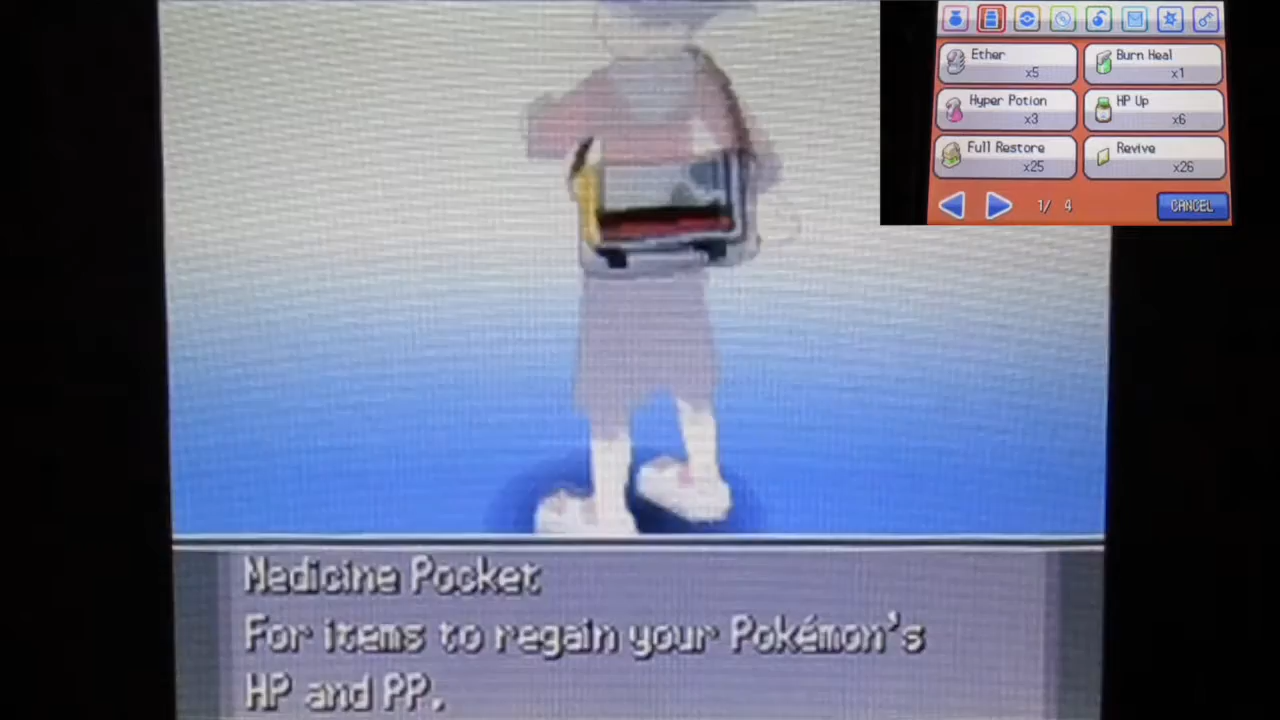 Ether
x5
Burn Heal
x1
Hyper Potion
x3
HP Up
x6
Full Restore
x25
Revive
x26
1/ 4
CANCEL
Medicine Pocket
For items to regain your Pokémon's
HP and PP.